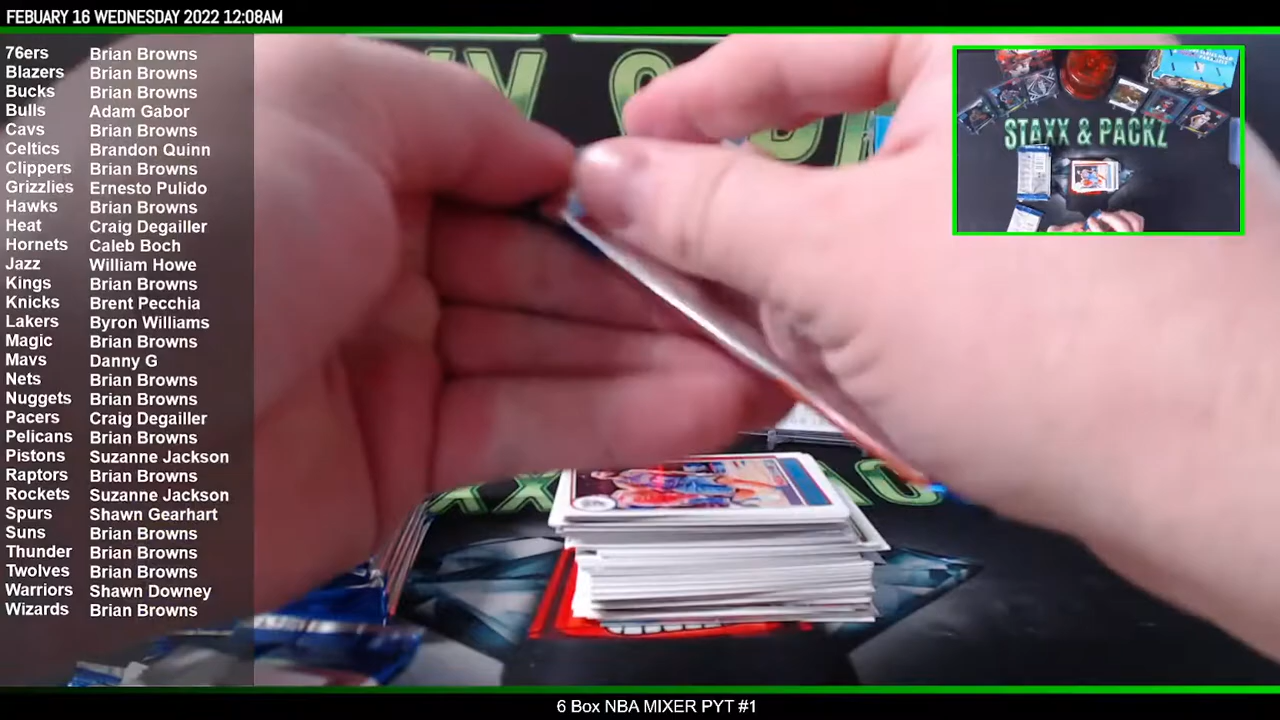 FEBUARY 16 WEDNESDAY 2022 12:08AM
76ers Brian Browns
Blazers Brian Browns
Bucks Brian Browns
Bulls Adam Gabor
Cavs Brian Browns
Celtics Brandon Quinn
Clippers Brian Browns
Grizzlies Ernesto Pulido
Hawks Brian Browns
Heat Craig Degailler
Hornets Caleb Boch
Jazz William Howe
Kings Brian Browns
Knicks Brent Pecchia
Lakers Byron Williams
Magic Brian Browns
Mavs Danny G
Nets Brian Browns
Nuggets Brian Browns
Pacers Craig Degailler
Pelicans Brian Browns
Pistons Suzanne Jackson
Raptors Brian Browns
Rockets Suzanne Jackson
Spurs Shawn Gearhart
Suns Brian Browns
Thunder Brian Browns
Twolves Brian Browns
Warriors Shawn Downey
Wizards Brian Browns
STAXX & PACKZ
6 Box NBA MIXER PYT #1